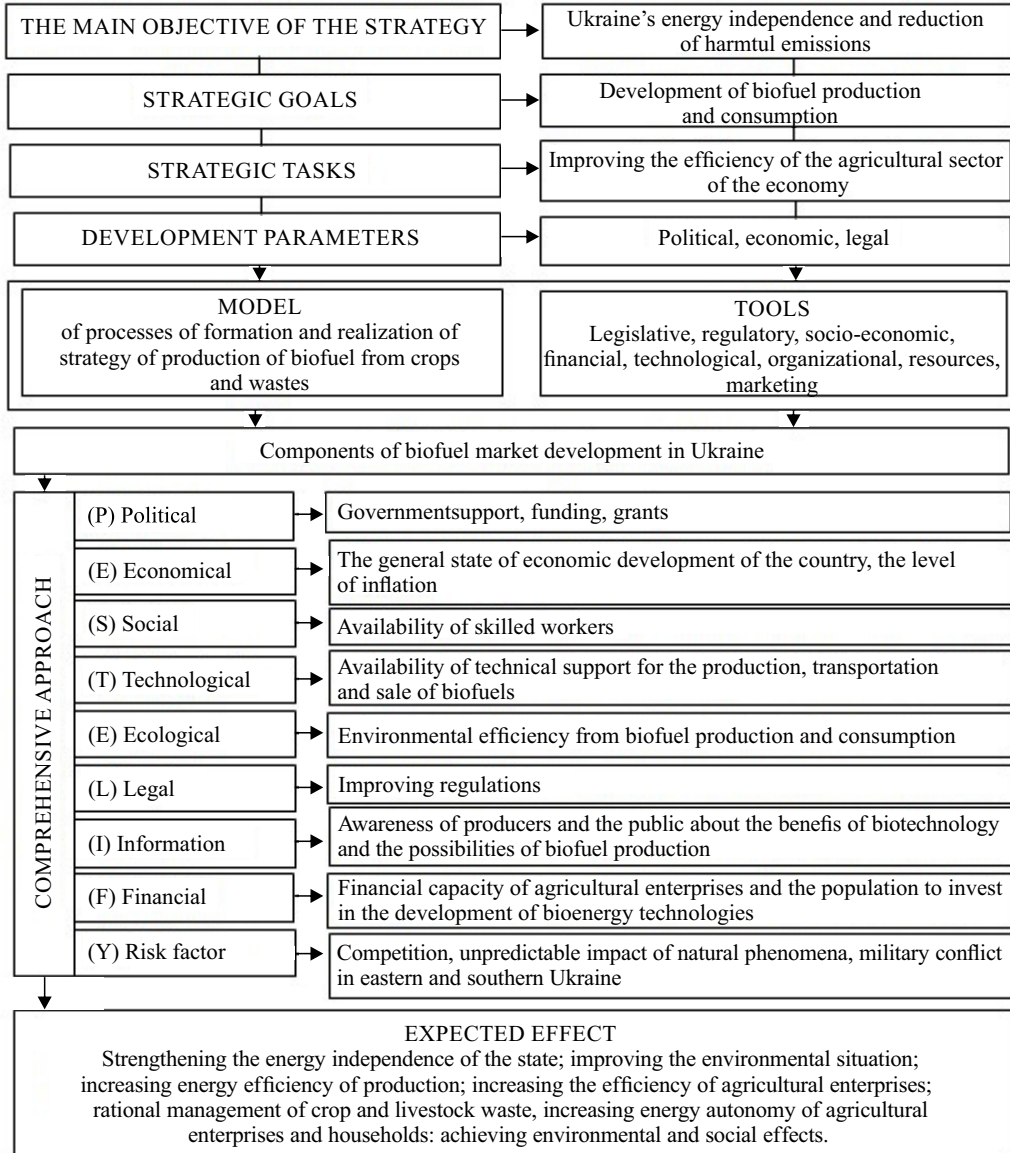 THE MAIN OBJECTIVE OF THE STRATEGY
Ukraine's energy independence and reduction
of harmtul emissions
STRATEGIC GOALS
Development of biofuel production
and consumption
STRATEGIC TASKS
Improving the efficiency of the agricultural sector
of the economy
DEVELOPMENT PARAMETERS
Political, economic, legal
MODEL
of processes of formation and realization of
strategy of production of biofuel from crops
and wastes
TOOLS
Legislative, regulatory, socio-economic,
financial, technological, organizational, resources,
marketing
Components of biofuel market development in Ukraine
COMPREHENSIVE APPROACH
(P) Political
Governmentsupport, funding, grants
(E) Economical
The general state of economic development of the country, the level
of inflation
(S) Social
Availability of skilled workers
(T) Technological
Availability of technical support for the production, transportation
and sale of biofuels
(E) Ecological
Environmental efficiency from biofuel production and consumption
(L) Legal
Improving regulations
(I) Information
Awareness of producers and the public about the benefis of biotechnology
and the possibilities of biofuel production
(F) Financial
Financial capacity of agricultural enterprises and the population to invest
in the development of bioenergy technologies
(Y) Risk factor
Competition, unpredictable impact of natural phenomena, military conflict
in eastern and southern Ukraine
EXPECTED EFFECT
Strengthening the energy independence of the state; improving the environmental situation;
increasing energy efficiency of production; increasing the efficiency of agricultural enterprises;
rational management of crop and livestock waste, increasing energy autonomy of agricultural
enterprises and households: achieving environmental and social effects.